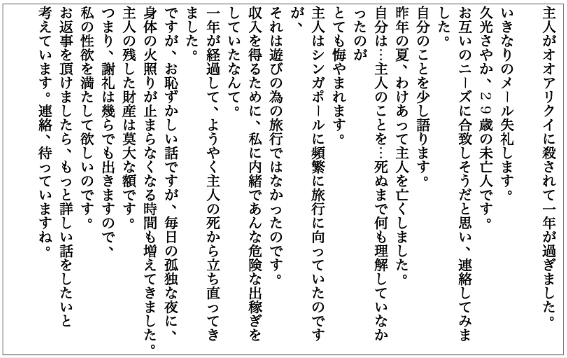 主人がオオアリクイに殺されて一年が過ぎました。
いきなりのメール失礼します。
久光さやか、２９歳の未亡人です。
お互いのニーズに合致しそうだと思い、連絡してみま
した。
自分のことを少し語ります。
昨年の夏、わけあって主人を亡くしました。
自分は…主人のことを…死ぬまで何も理解していなか
ったのが
とても悔やまれます。
主人はシンガポールに頻繁に旅行に向っていたのです
が、
それは遊びの為の旅行ではなかったのです。
収入を得るために、私に内緒であんな危険な出稼ぎを
していたなんて。
一年が経過して、ようやく主人の死から立ち直ってき
ました。
ですが、お恥ずかしい話ですが、毎日の孤独な夜に、
身体の火照りが止まらなくなる時間も増えてきました。
主人の残した財産は莫大な額です。
つまり、謝礼は幾らでも出きますので、
私の性欲を満たして欲しいのです。
お返事を頂けましたら、もっと詳しい話をしたいと
考えています。連絡、待っていますね。